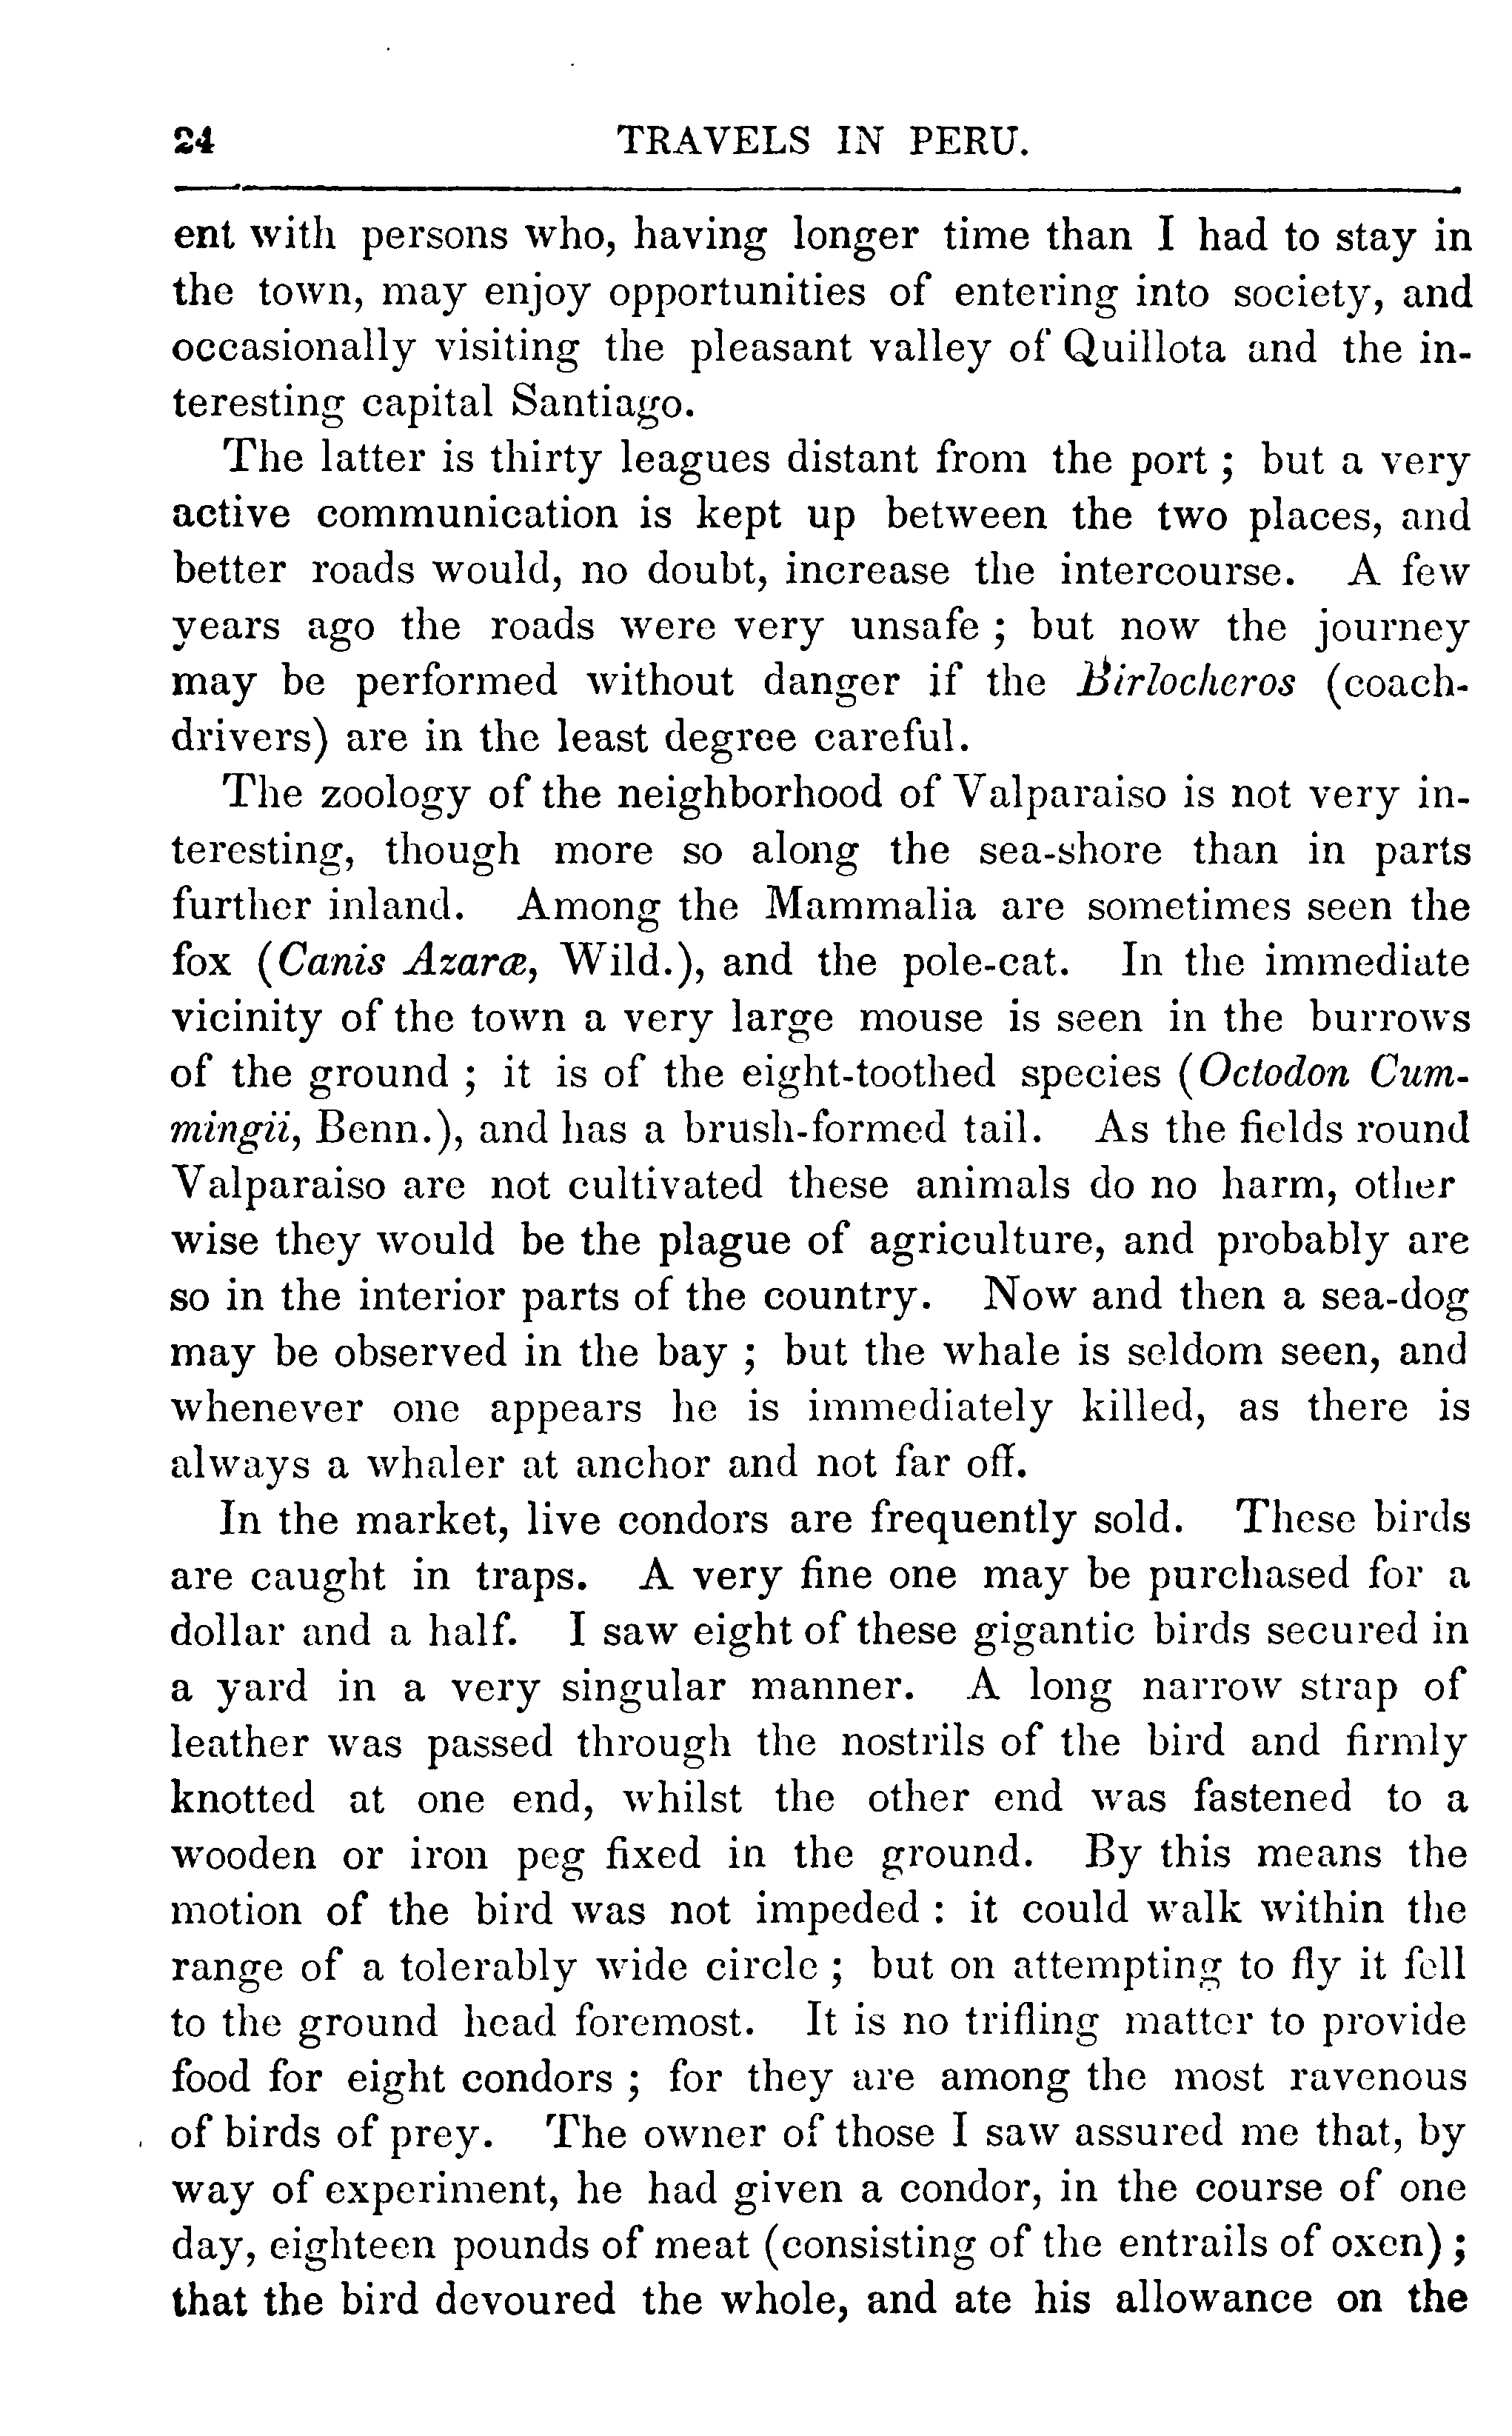 24 TRAVELS IN PERU.
ent with persons who, having longer time than I had to stay in
the town, may enjoy opportunities of entering into society, and
occasionally visiting the pleasant valley of Quillota and the in-
teresting capital Santiago.
The latter is thirty leagues distant from the port ; but a very
active communication is kept up between the two places, and
better roads would, no doubt, increase the intercourse. A few
years ago the roads were very unsafe ; but now the journey
may be performed without danger if the Birlocheros (coach-
drivers) are in the least degree careful.
The zoology of the neighborhood of Valparaiso is not very in-
teresting, though more so along the sea-shore than in parts
further inland. Among the Mammalia are sometimes seen the
fox (Canis Azaræ, Wild.), and the pole-cat. In the immediate
vicinity of the town a very large mouse is seen in the burrows
of the ground ; it is of the eight-toothed species (Octodon Cum-
mingii, Benn.), and has a brush-formed tail. As the fields round
Valparaiso are not cultivated these animals do no harm, other
wise they would be the plague of agriculture, and probably are
so in the interior parts of the country. Now and then a sea-dog
may be observed in the bay ; but the whale is seldom seen, and
whenever one appears he is immediately killed, as there is
always a whaler at anchor and not far off.
In the market, live condors are frequently sold. These birds
are caught in traps. A very fine one may be purchased for a
dollar and a half. I saw eight of these gigantic birds secured in
a yard in a very singular manner. A long narrow strap of
leather was passed through the nostrils of the bird and firmly
knotted at one end, whilst the other end was fastened to a
wooden or iron peg fixed in the ground. By this means the
motion of the bird was not impeded : it could walk within the
range of a tolerably wide circle ; but on attempting to fly it fell
to the ground head foremost. It is no trifling matter to provide
food for eight condors ; for they are among the most ravenous
of birds of prey. The owner of those I saw assured me that, by
way of experiment, he had given a condor, in the course of one
day, eighteen pounds of meat (consisting of the entrails of oxen) ;
that the bird devoured the whole, and ate his allowance on the